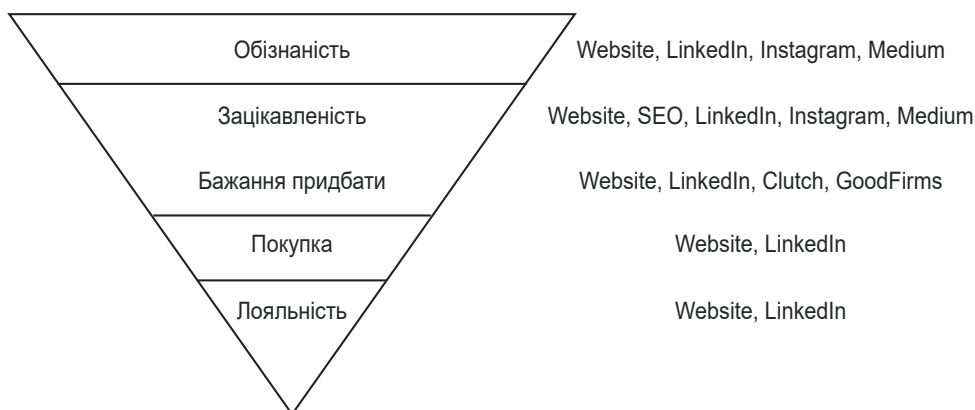 Обізнаність Website, LinkedIn, Instagram, Medium
Зацікавленість Website, SEO, LinkedIn, Instagram, Medium
Бажання придбати Website, LinkedIn, Clutch, GoodFirms
Покупка Website, LinkedIn
Лояльність Website, LinkedIn